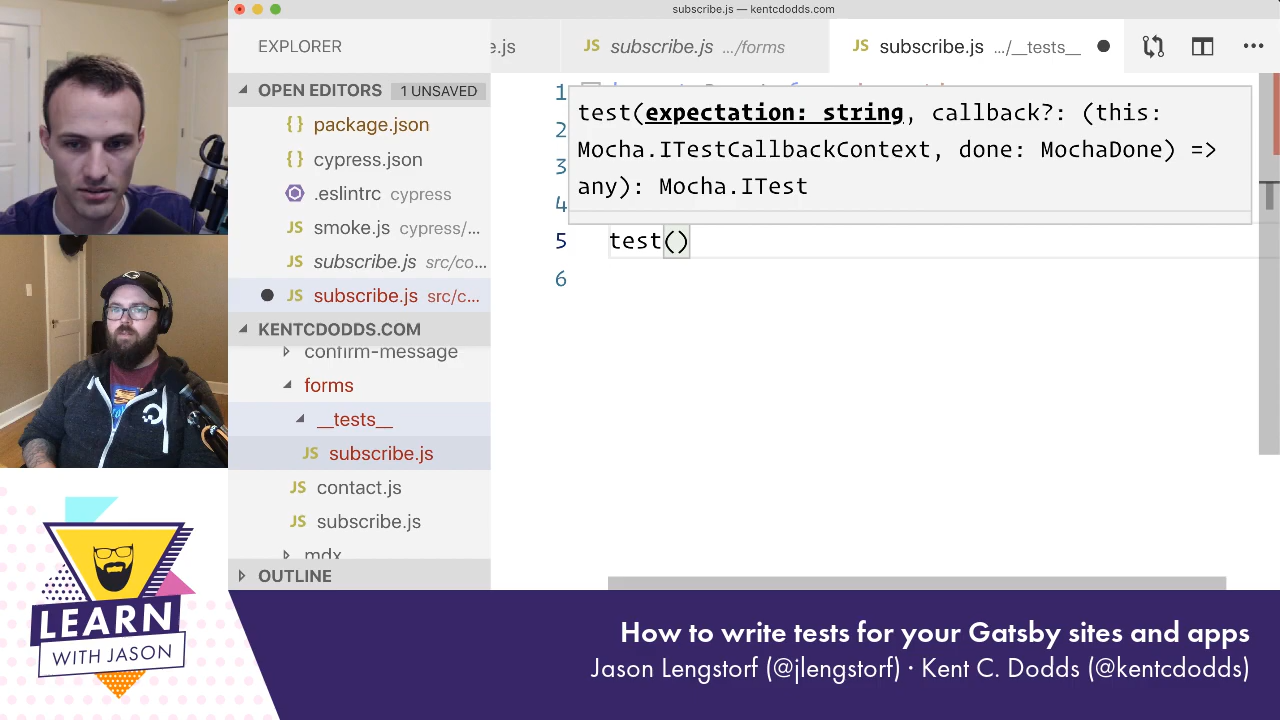 subscribe.js — kentcdodds.com
EXPLORER
e.js
JS subscribe.js .../forms
JS subscribe.js .../__tests__
OPEN EDITORS 1 UNSAVED
{} package.json
{} cypress.json
.eslintrc cypress
JS smoke.js cypress/...
JS subscribe.js src/co...
JS subscribe.js src/c...
KENTCDODDS.COM
confirm-message
forms
__tests__
JS subscribe.js
JS contact.js
JS subscribe.js
mdx
OUTLINE
1
2
3
4
5
6
test(expectation: string, callback?: (this:
Mocha.ITestCallbackContext, done: MochaDone) =>
any): Mocha.ITest
test()
LEARN
WITH JASON
How to write tests for your Gatsby sites and apps
Jason Lengstorf (@jlengstorf) · Kent C. Dodds (@kentcdodds)